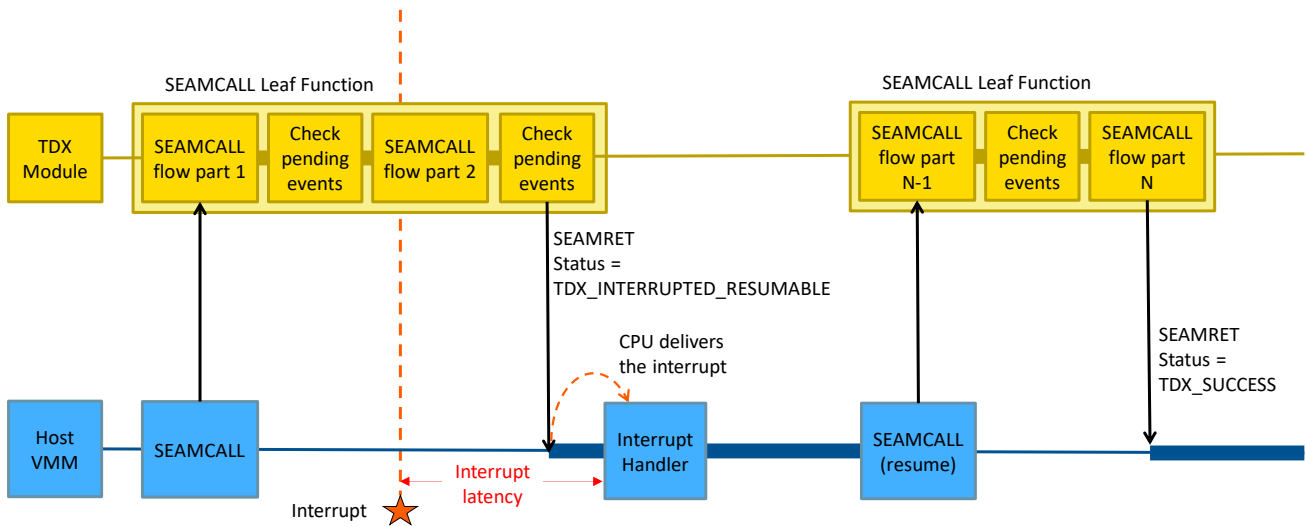 SEAMCALL Leaf Function
SEAMCALL Leaf Function
TDX
Module
SEAMCALL
flow part 1
Check
pending
events
SEAMCALL
flow part 2
Check
pending
events
SEAMCALL
flow part
N-1
Check
pending
events
SEAMCALL
flow part
N
SEAMRET
Status =
TDX_INTERRUPTED_RESUMABLE
CPU delivers
the interrupt
SEAMRET
Status =
TDX_SUCCESS
Host
VMM
SEAMCALL
Interrupt
Handler
SEAMCALL
(resume)
Interrupt
latency
Interrupt